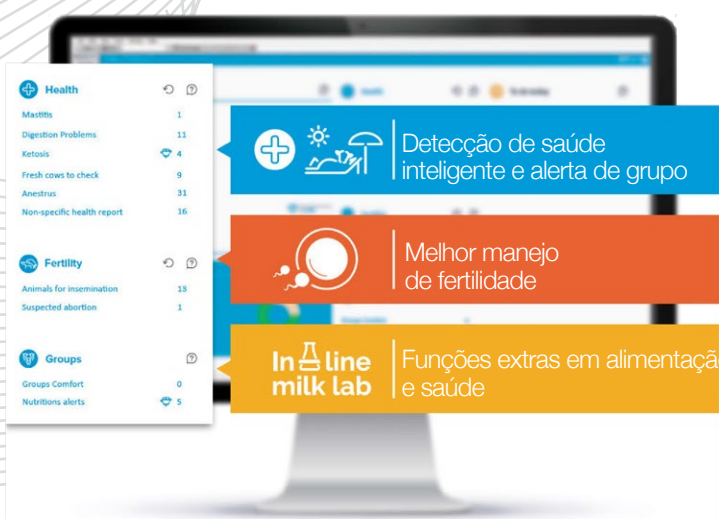 Health
Mastitis 1
Digestion Problems 11
Ketosis 4
Fresh cows to check 9
Anestrus 31
Non-specific health report 16
Fertility
Animals for insemination 13
Suspected abortion 1
Groups
Groups Comfort 0
Nutritions alerts 5
Detecção de saúde
inteligente e alerta de grupo
Melhor manejo
de fertilidade
In line
milk lab
Funções extras em alimentaçã
e saúde